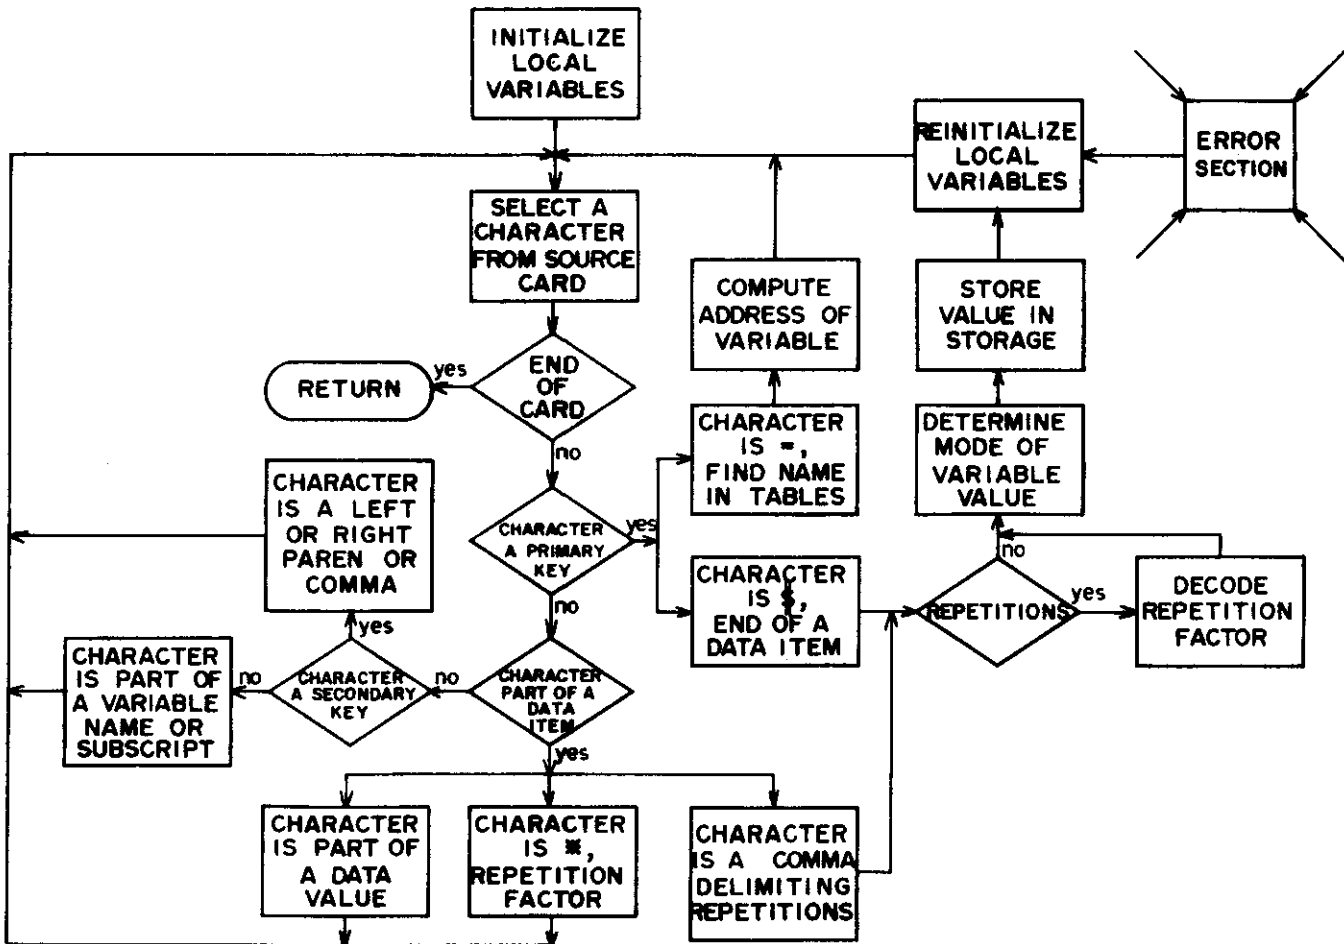 INITIALIZE
LOCAL
VARIABLES
REINITIALIZE
LOCAL
VARIABLES
ERROR
SECTION
SELECT A
CHARACTER
FROM SOURCE
CARD
COMPUTE
ADDRESS OF
VARIABLE
STORE
VALUE IN
STORAGE
END
OF
CARD
yes
RETURN
no
CHARACTER
IS =,
FIND NAME
IN TABLES
DETERMINE
MODE OF
VARIABLE
VALUE
CHARACTER
IS A LEFT
OR RIGHT
PAREN OR
COMMA
CHARACTER
A PRIMARY
KEY
yes
no
CHARACTER
IS $,
END OF A
DATA ITEM
REPETITIONS
no
yes
DECODE
REPETITION
FACTOR
yes
CHARACTER
IS PART OF
A VARIABLE
NAME OR
SUBSCRIPT
no
CHARACTER
A SECONDARY
KEY
no
CHARACTER
PART OF A
DATA
ITEM
yes
CHARACTER
IS PART OF
A DATA
VALUE
CHARACTER
IS *,
REPETITION
FACTOR
CHARACTER
IS A COMMA
DELIMITING
REPETITIONS